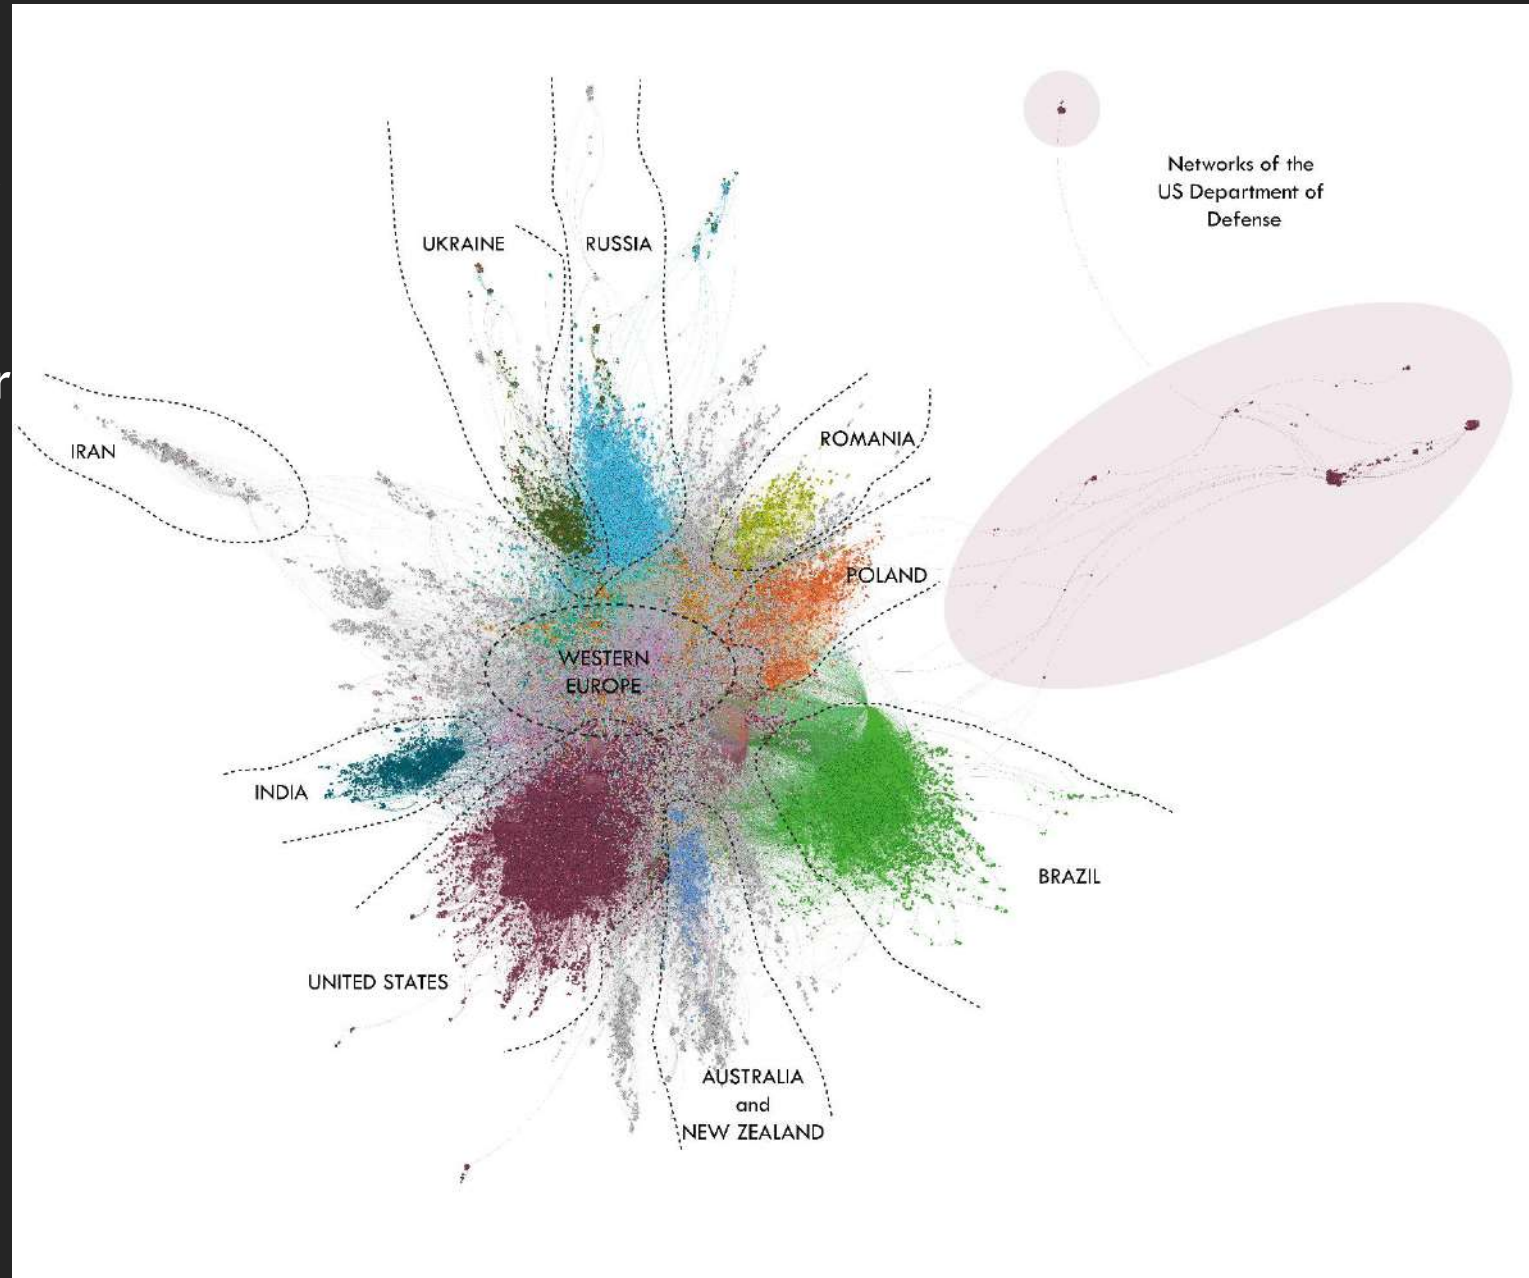 Networks of the
US Department of
Defense
UKRAINE
RUSSIA
IRAN
ROMANIA
POLAND
WESTERN
EUROPE
INDIA
BRAZIL
UNITED STATES
AUSTRALIA
and
NEW ZEALAND